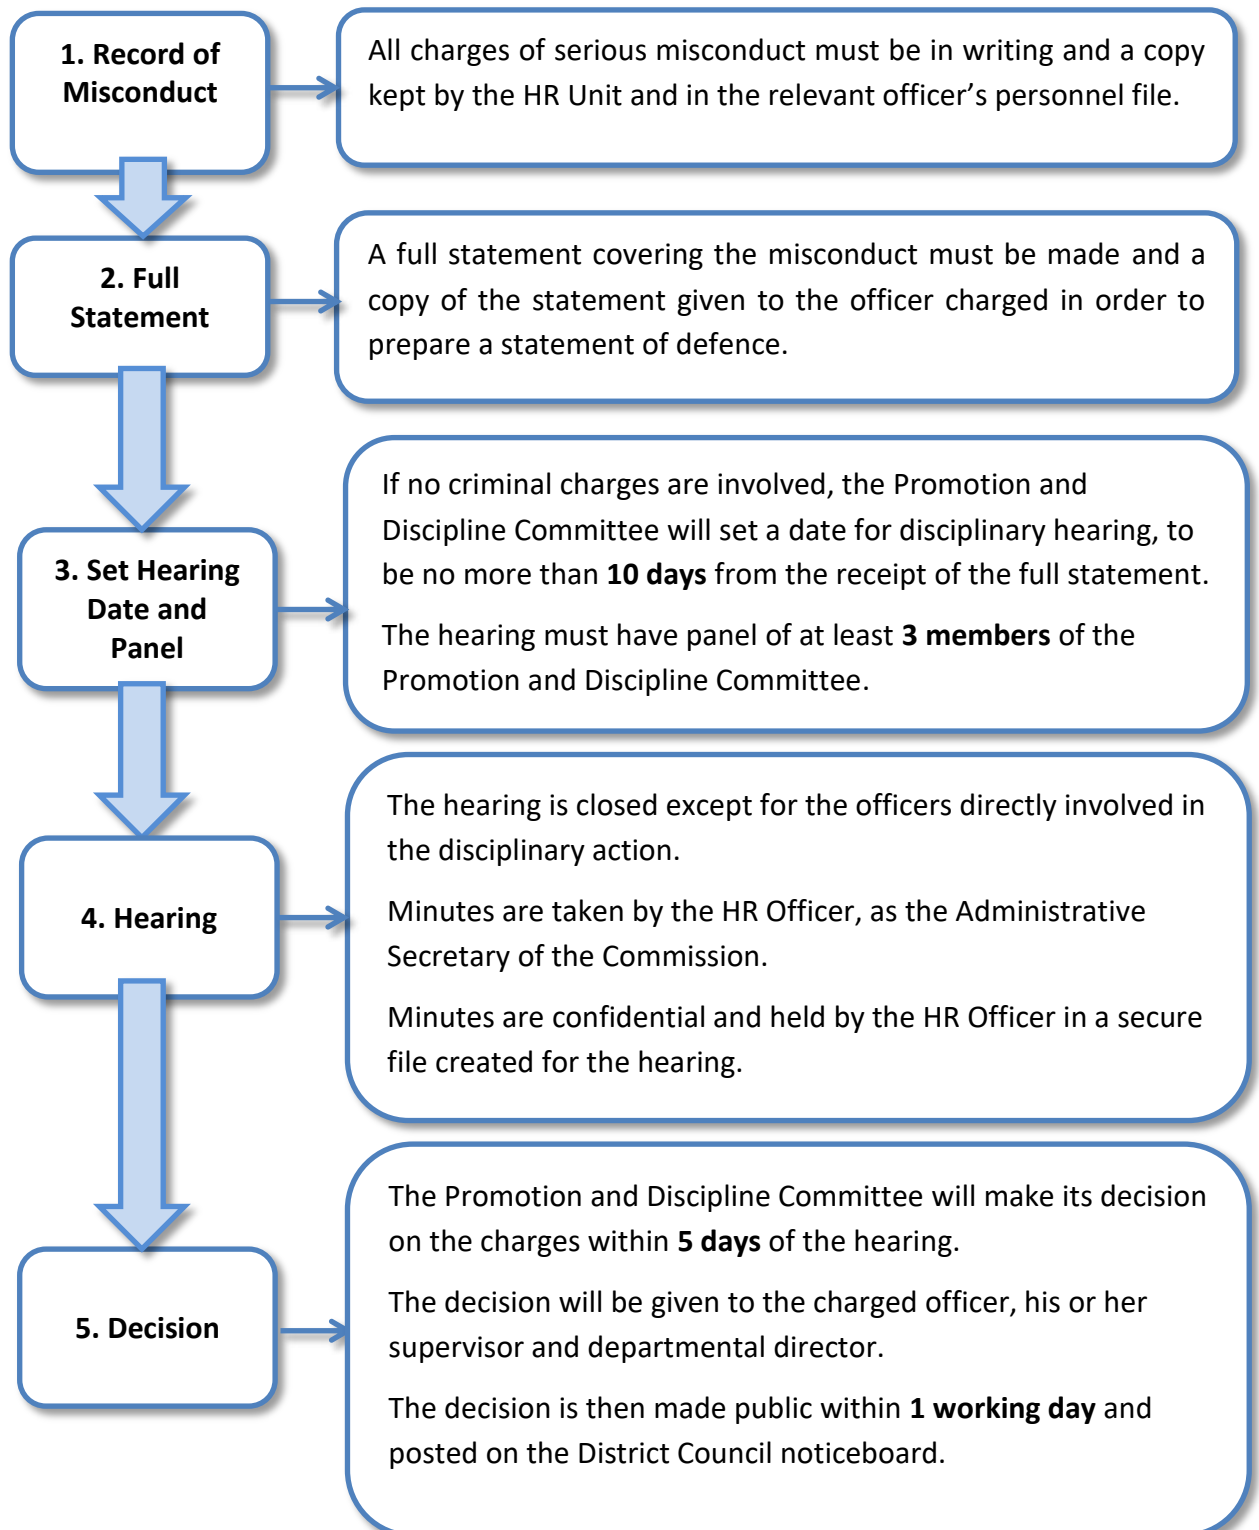 1. Record of
Misconduct
All charges of serious misconduct must be in writing and a copy
kept by the HR Unit and in the relevant officer’s personnel file.
2. Full
Statement
A full statement covering the misconduct must be made and a
copy of the statement given to the officer charged in order to
prepare a statement of defence.
3. Set Hearing
Date and
Panel
If no criminal charges are involved, the Promotion and
Discipline Committee will set a date for disciplinary hearing, to
be no more than 10 days from the receipt of the full statement.
The hearing must have panel of at least 3 members of the
Promotion and Discipline Committee.
4. Hearing
The hearing is closed except for the officers directly involved in
the disciplinary action.
Minutes are taken by the HR Officer, as the Administrative
Secretary of the Commission.
Minutes are confidential and held by the HR Officer in a secure
file created for the hearing.
5. Decision
The Promotion and Discipline Committee will make its decision
on the charges within 5 days of the hearing.
The decision will be given to the charged officer, his or her
supervisor and departmental director.
The decision is then made public within 1 working day and
posted on the District Council noticeboard.